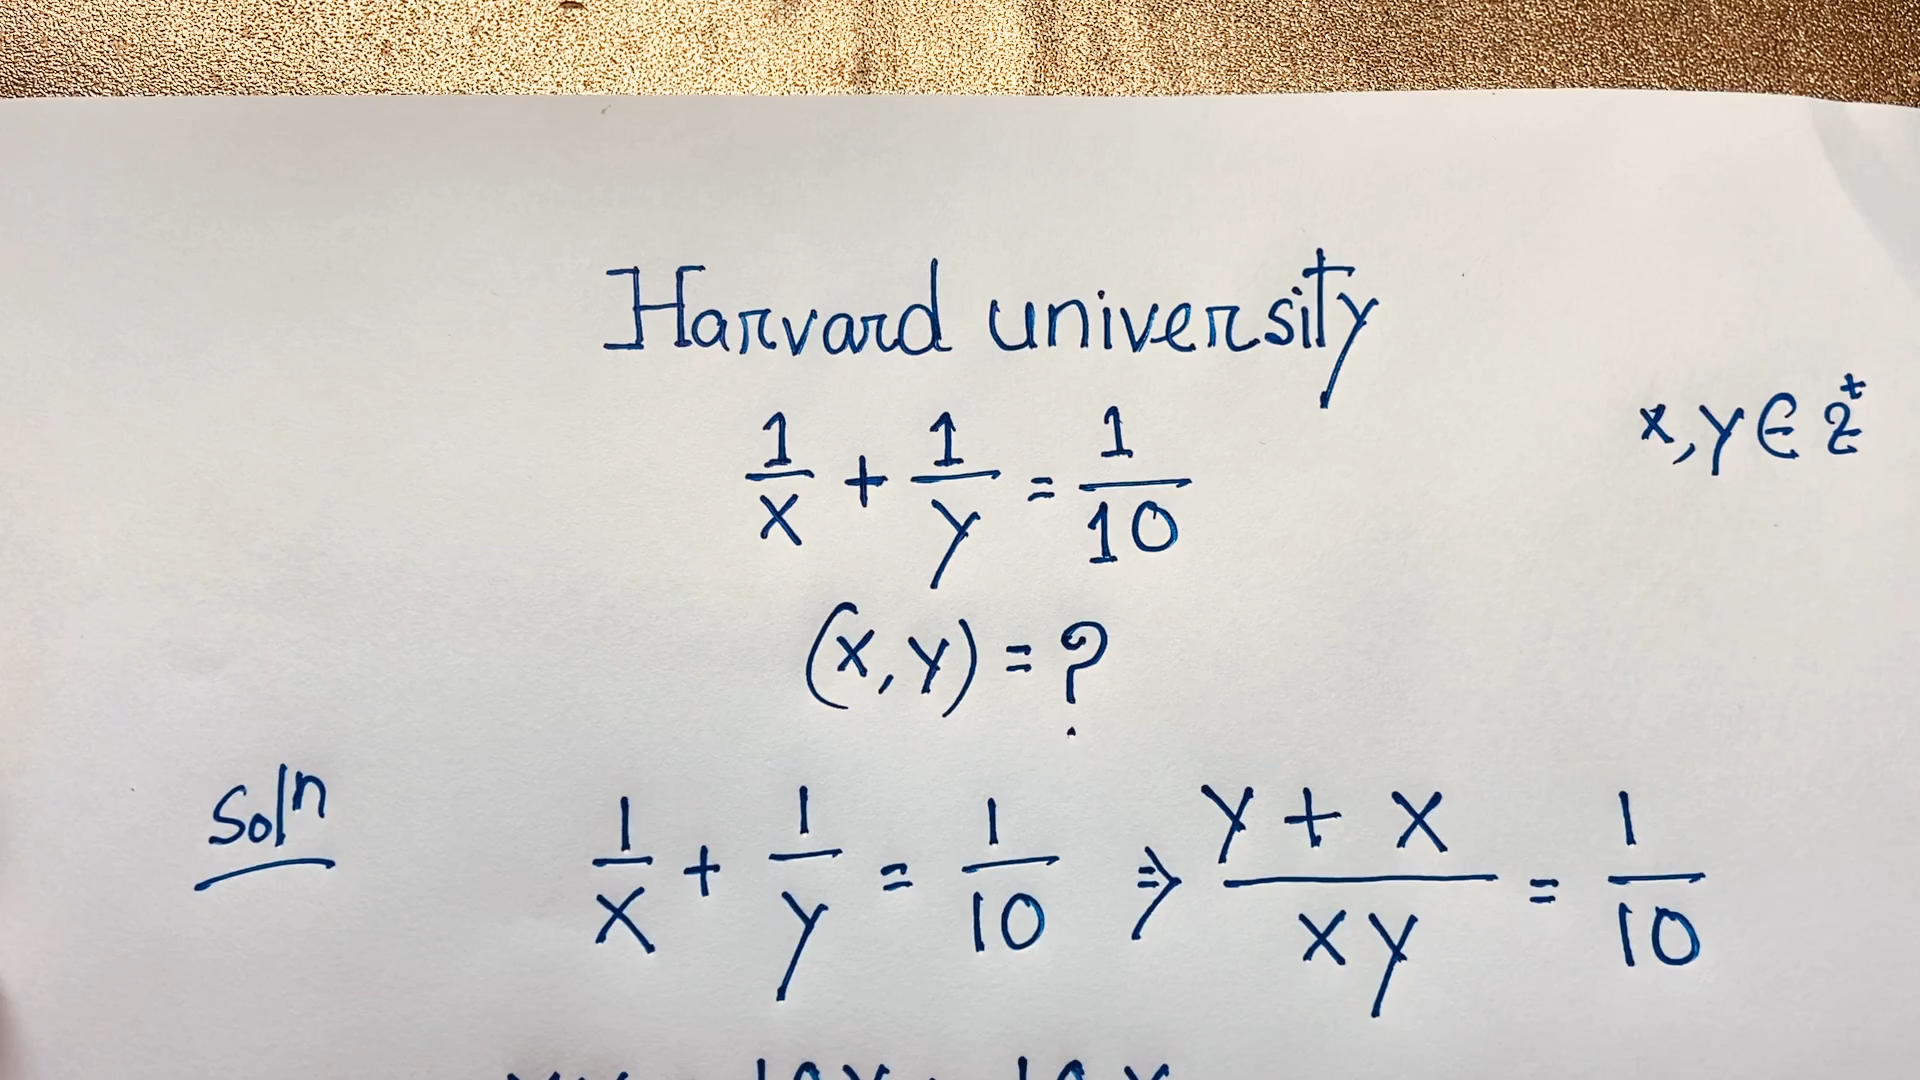 Harvard university
1/x + 1/y = 1/10
x, y ∈ Z⁺
(x, y) = ?
Solⁿ
1/x + 1/y = 1/10 ⇒ y + x / xy = 1/10